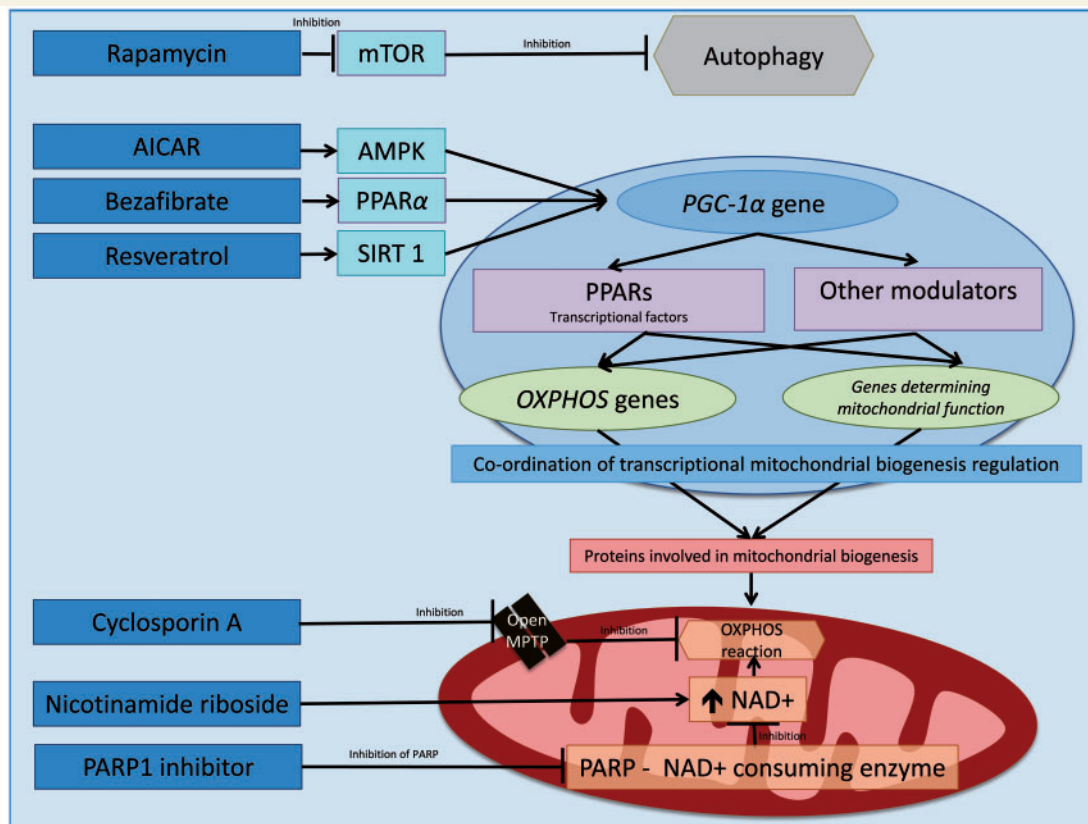 Inhibition
Rapamycin
mTOR
Inhibition
Autophagy
AICAR
AMPK
Bezafibrate
PPARα
Resveratrol
SIRT 1
PGC-1α gene
PPARs
Transcriptional factors
Other modulators
OXPHOS genes
Genes determining
mitochondrial function
Co-ordination of transcriptional mitochondrial biogenesis regulation
Proteins involved in mitochondrial biogenesis
Cyclosporin A
Inhibition
Open
MPTP
Inhibition
OXPHOS
reaction
Nicotinamide riboside
NAD+
Inhibition
PARP1 inhibitor
Inhibition of PARP
PARP - NAD+ consuming enzyme